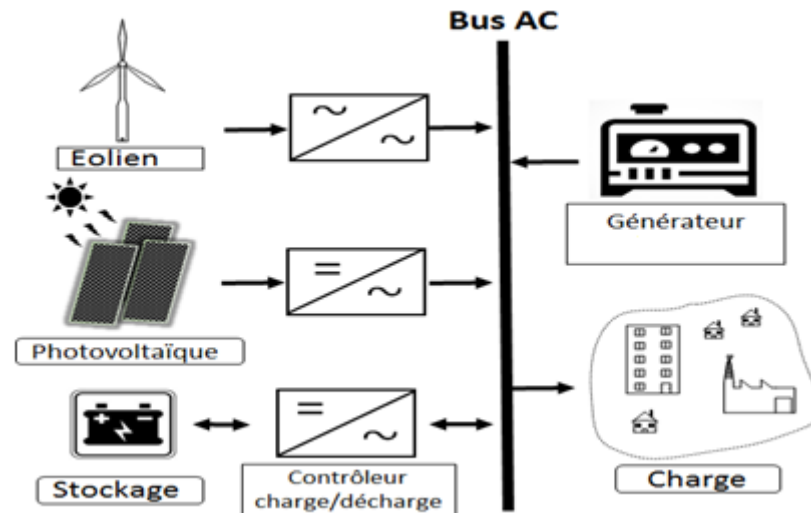 Bus AC
Eolien
Générateur
Photovoltaïque
Stockage
Contrôleur
charge/décharge
Charge